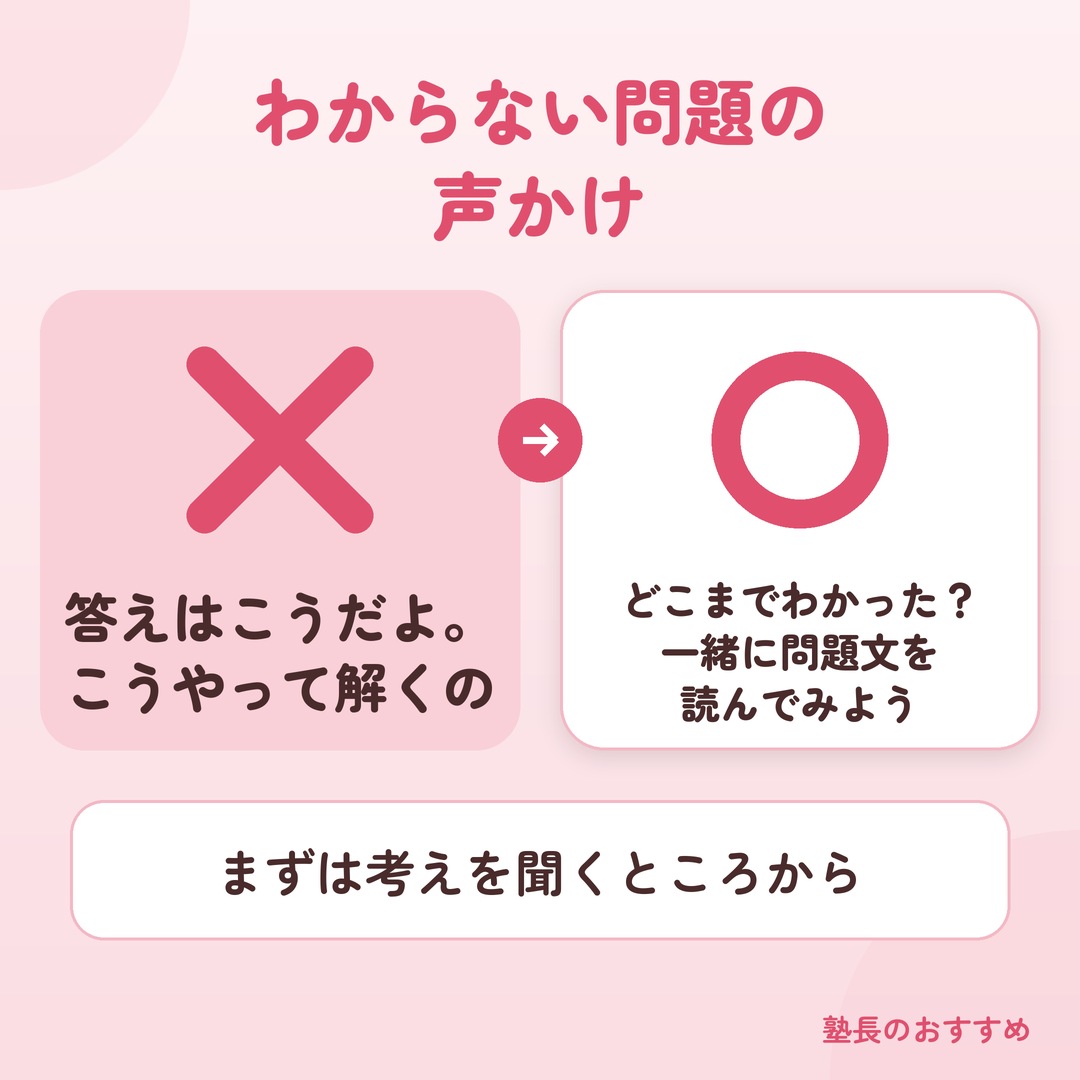 わからない問題の
声かけ
答えはこうだよ。
こうやって解くの
どこまでわかった？
一緒に問題文を
読んでみよう
まずは考えを聞くところから
塾長のおすすめ